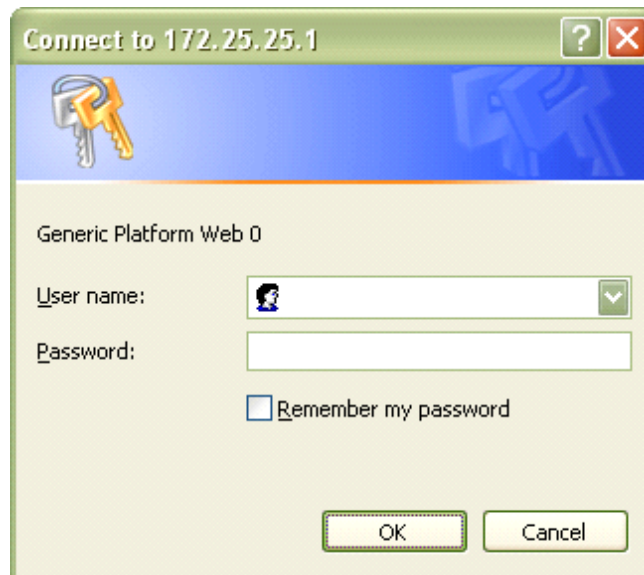 Connect to 172.25.25.1
Generic Platform Web 0
User name:
Password:
Remember my password
OK Cancel